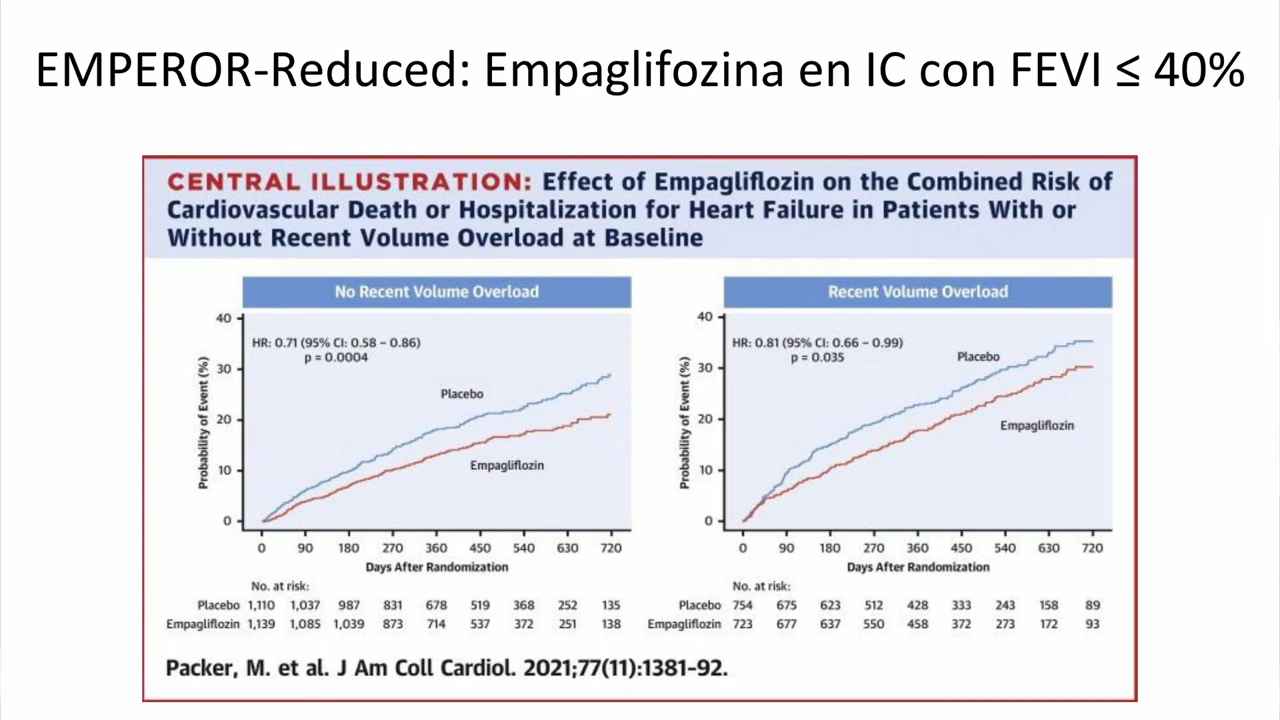 EMPEROR-Reduced: Empaglifozina en IC con FEVI ≤ 40%
CENTRAL ILLUSTRATION: Effect of Empagliflozin on the Combined Risk of
Cardiovascular Death or Hospitalization for Heart Failure in Patients With or
Without Recent Volume Overload at Baseline
No Recent Volume Overload
40
30
20
10
0
Probability of Event (%)
HR: 0.71 (95% CI: 0.58 – 0.86)
p = 0.0004
Placebo
Empagliflozin
0 90 180 270 360 450 540 630 720
Days After Randomization
No. at risk:
Placebo 1,110 1,037 987 831 678 519 368 252 135
Empagliflozin 1,139 1,085 1,039 873 714 537 372 251 138
Recent Volume Overload
40
30
20
10
0
Probability of Event (%)
HR: 0.81 (95% CI: 0.66 – 0.99)
p = 0.035
Placebo
Empagliflozin
0 90 180 270 360 450 540 630 720
Days After Randomization
No. at risk:
Placebo 754 675 623 512 428 333 243 158 89
Empagliflozin 723 677 637 550 458 372 273 172 93
Packer, M. et al. J Am Coll Cardiol. 2021;77(11):1381–92.